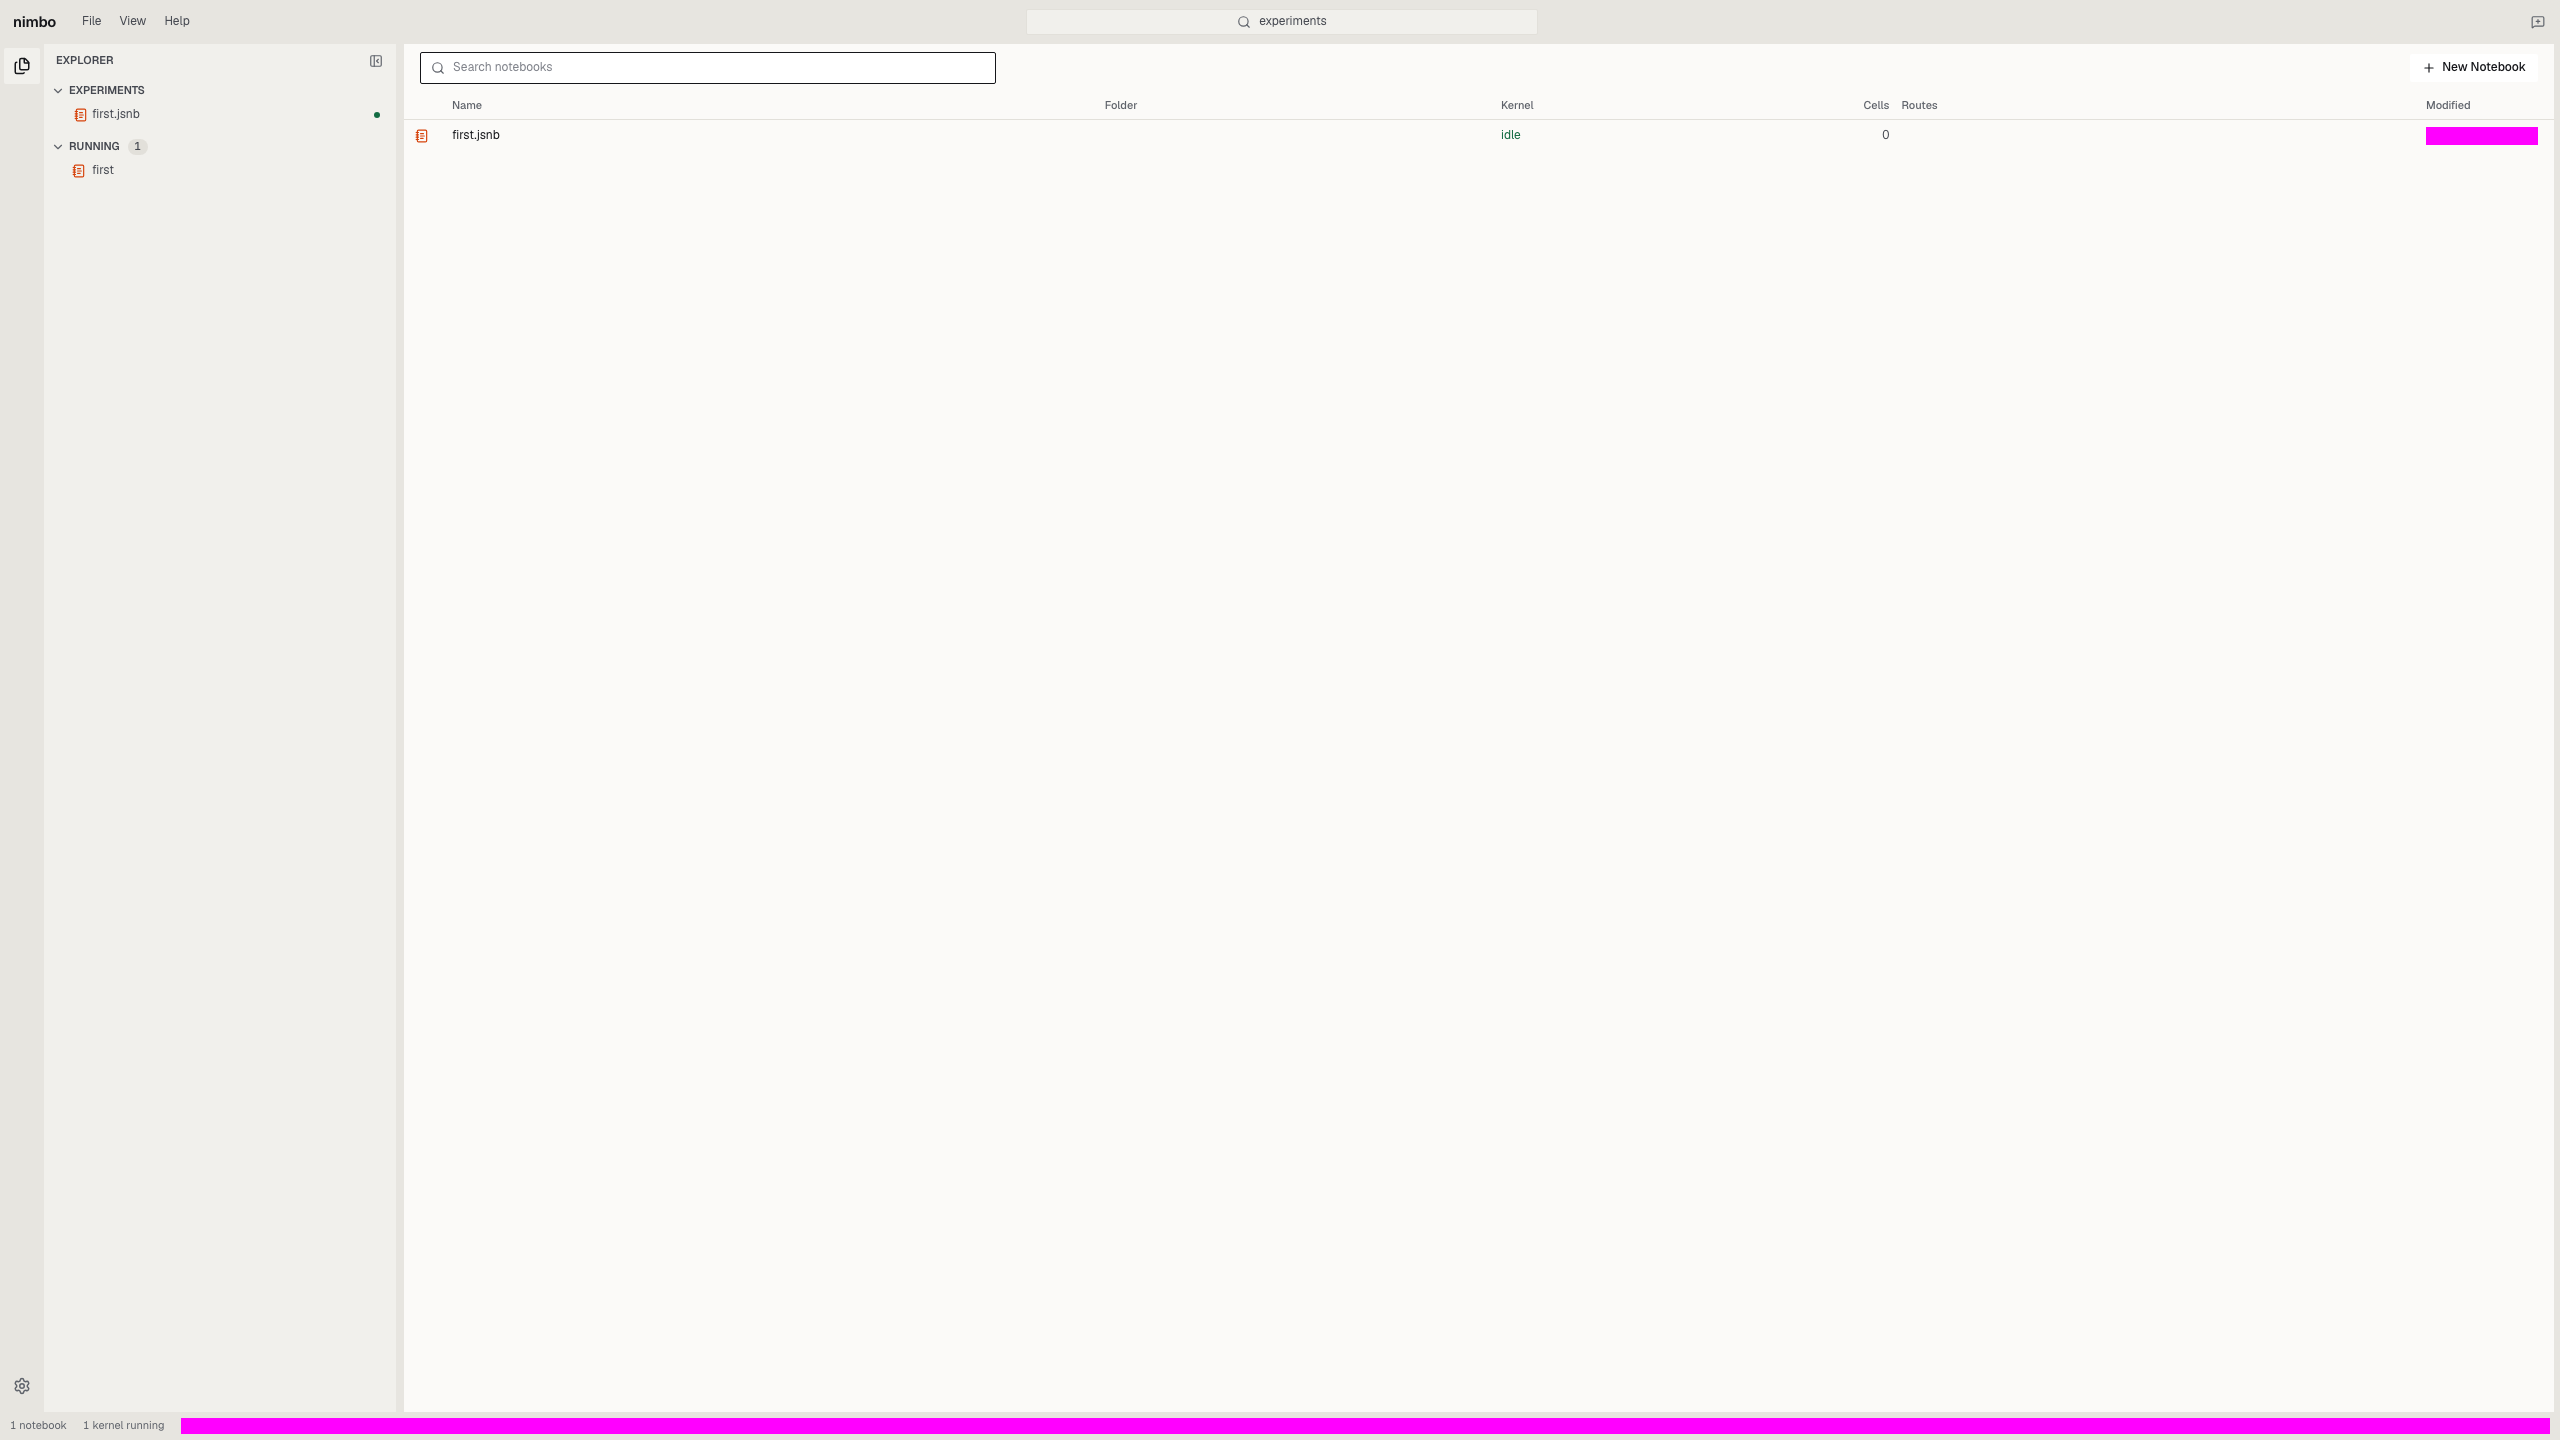 nimbo File View Help experiments
EXPLORER
EXPERIMENTS
first.jsnb
RUNNING 1
first
Search notebooks
New Notebook
Name Folder Kernel Cells Routes Modified
first.jsnb idle 0
1 notebook 1 kernel running